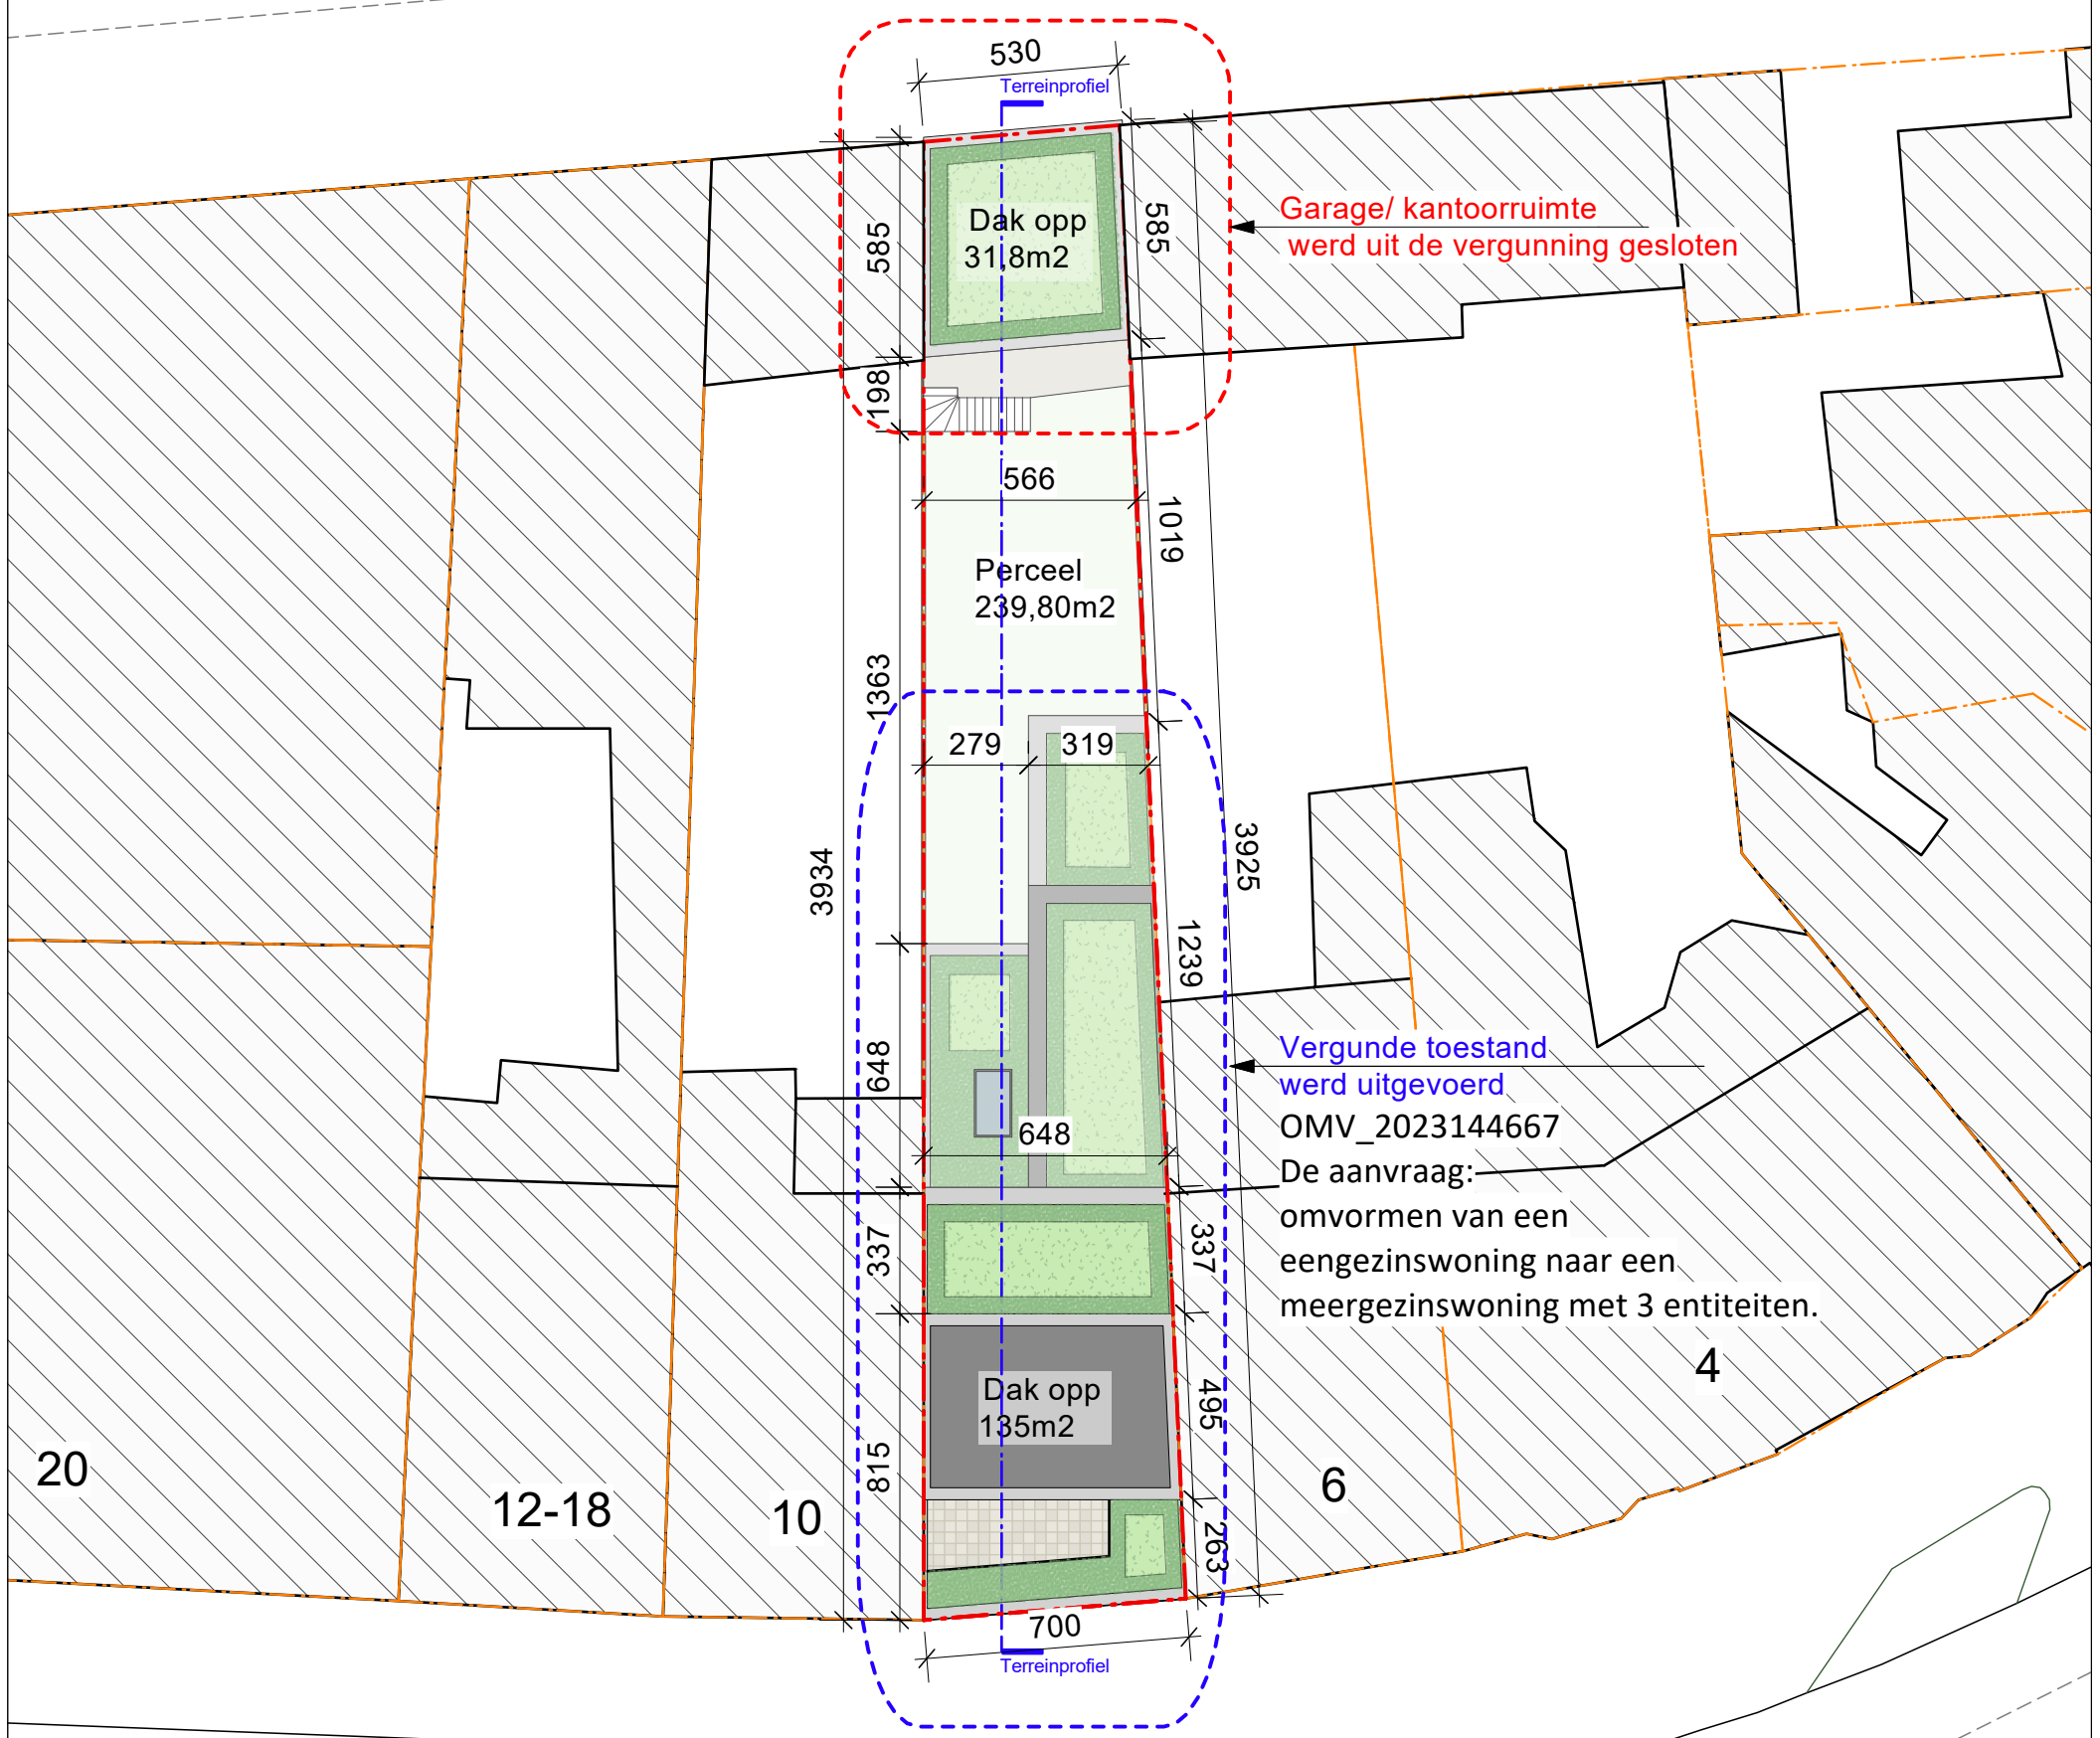 530
Terreinprofiel
Dak opp
31,8m2
585
585
Garage/ kantoorruimte
werd uit de vergunning gesloten
198
566
1019
Perceel
239,80m2
1363
279
319
3934
3925
1239
648
648
Vergunde toestand
werd uitgevoerd
OMV_2023144667
De aanvraag:
omvormen van een
eengezinswoning naar een
meergezinswoning met 3 entiteiten.
337
337
4
Dak opp
135m2
495
815
20
12-18
10
6
263
700
Terreinprofiel